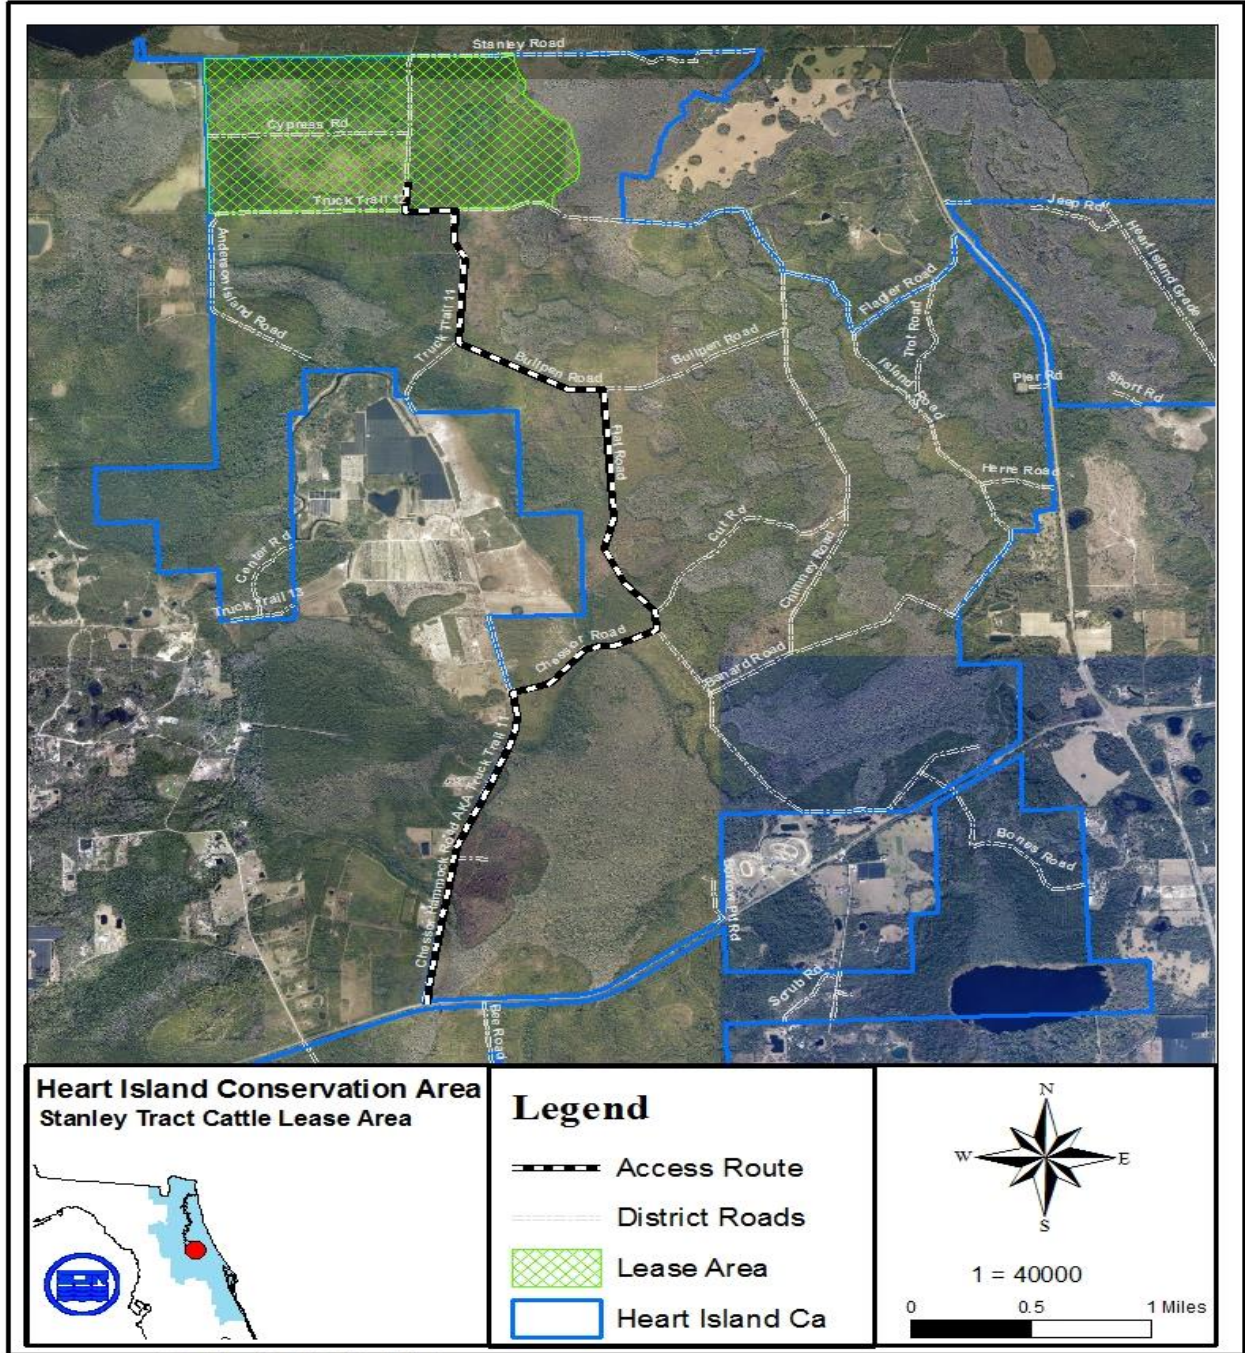 Stanley Road
Cypress Rd
Truck Trail 12
Jeep Rd
Heart Island Grade
Anderson Island Road
Flagler Road
Truck Trail 11
Bullpen Road
Bullpen Road
Trot Road
Island Road
Pier Rd
Short Rd
Flat Road
Herre Road
Cut Rd
Center Rd
Chimney Road
Truck Trail 13
Chessor Road
Banard Road
Chessor Hammock Road AKA Truck Trail 11
Bones Road
Scrub Rd
Bee Road
Heart Island Conservation Area
Stanley Tract Cattle Lease Area
Legend
Access Route
District Roads
Lease Area
Heart Island Ca
N
W
E
S
1 = 40000
0 0.5 1 Miles